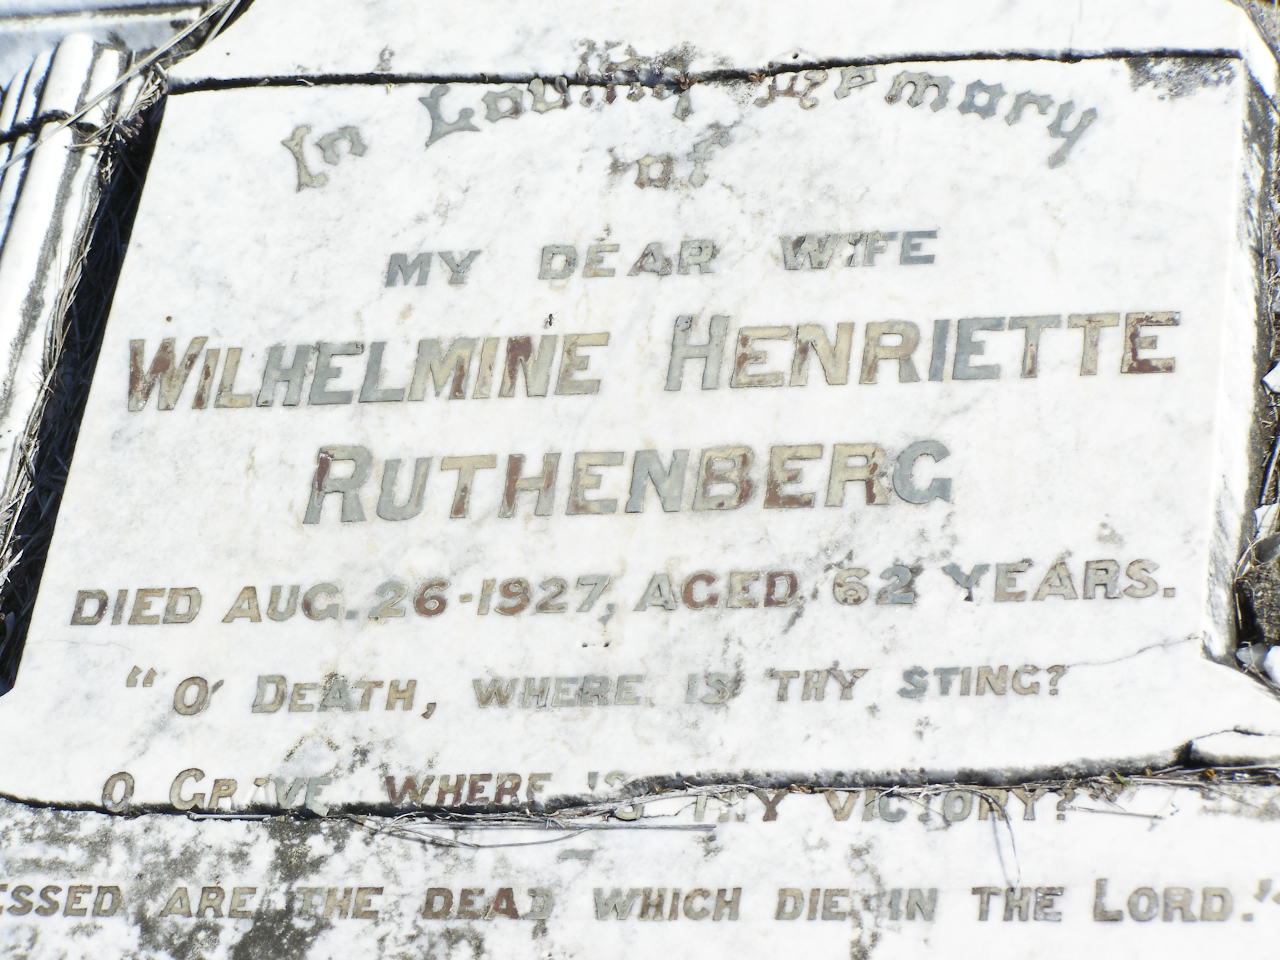 In Loving Memory
of
MY DEAR WIFE
WILHELMINE HENRIETTE
RUTHENBERG
DIED AUG. 26-1927, AGED 62 YEARS.
"O' DEATH, WHERE IS THY STING?
O GRAVE WHERE IS THY VICTORY?"
ESSED ARE THE DEAD WHICH DIE IN THE LORD."